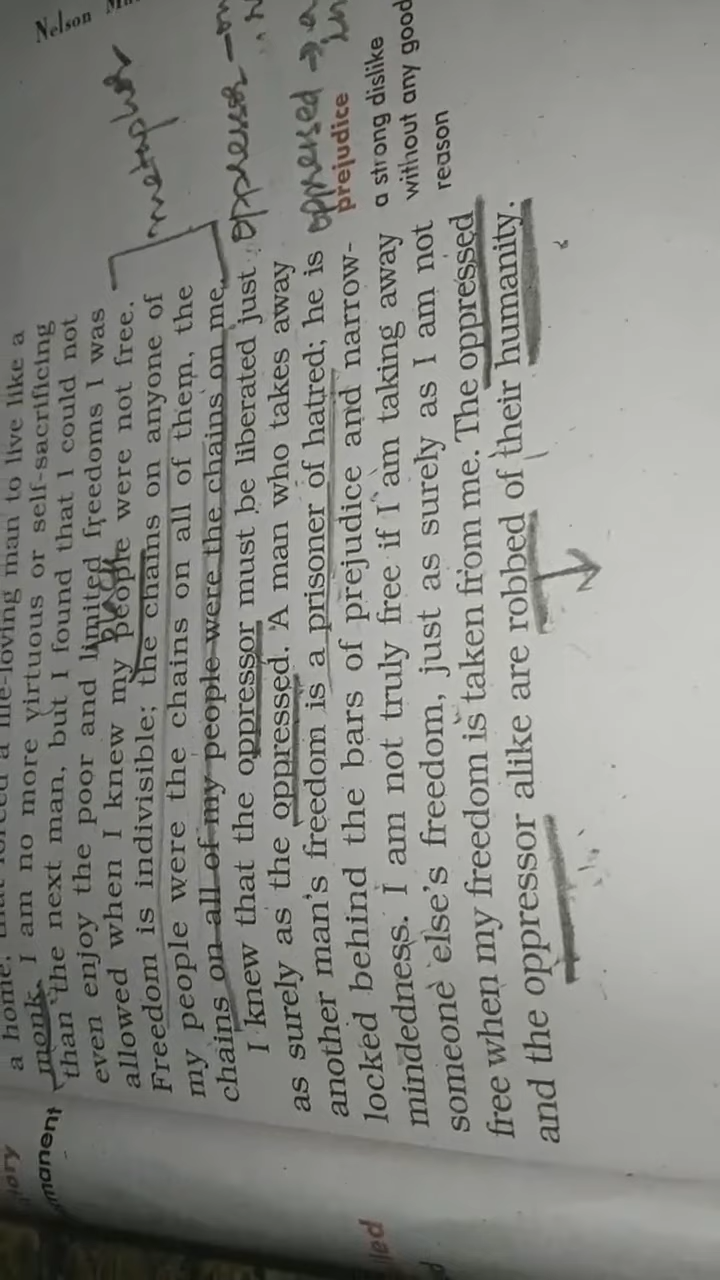 Nelson
a home,
a life-loving man to live like a
monk. I am no more virtuous or self-sacrificing
than the next man, but I found that I could not
even enjoy the poor and limited freedoms I was
allowed when I knew my people were not free.
black
Freedom is indivisible; the chains on anyone of
my people were the chains on all of them, the
chains on all of my people were the chains on me.
metaphor
I knew that the oppressor must be liberated just
as surely as the oppressed. A man who takes away
another man's freedom is a prisoner of hatred; he is
locked behind the bars of prejudice and narrow-
mindedness. I am not truly free if I am taking away
someone else's freedom, just as surely as I am not
free when my freedom is taken from me. The oppressed
and the oppressor alike are robbed of their humanity.
oppressor
oppressed →
prejudice
a strong dislike
without any good
reason